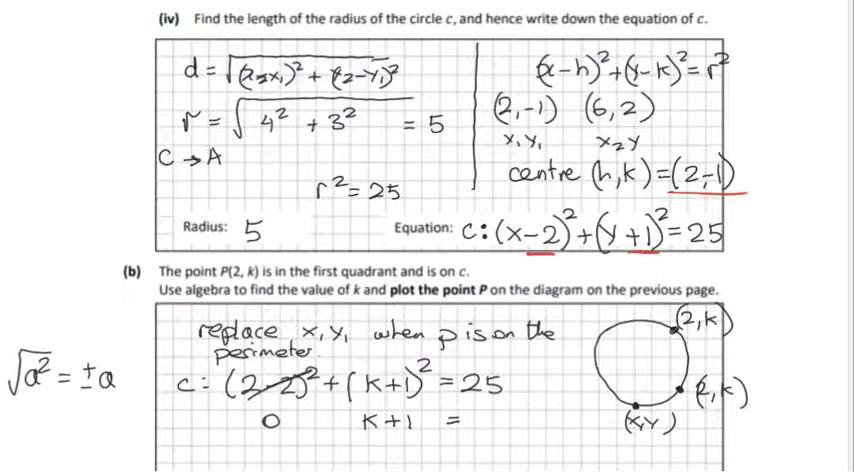 (iv) Find the length of the radius of the circle c, and hence write down the equation of c.
d = √(x₂-x₁)² + (y₂-y₁)²
r = √4² + 3² = 5
C → A
r² = 25
(x-h)² + (y-k)² = r²
(2,-1) (6,2)
x₁ y₁ x₂ y
centre (h,k) = (2,-1)
Radius: 5
Equation: c: (x-2)² + (y+1)² = 25
(b) The point P(2, k) is in the first quadrant and is on c.
Use algebra to find the value of k and plot the point P on the diagram on the previous page.
replace x, y, when p is on the
perimeter.
c: (2-2)² + (k+1)² = 25
0 k+1 =
√a² = ±a
(2,k)
(2,k)
(x,y)